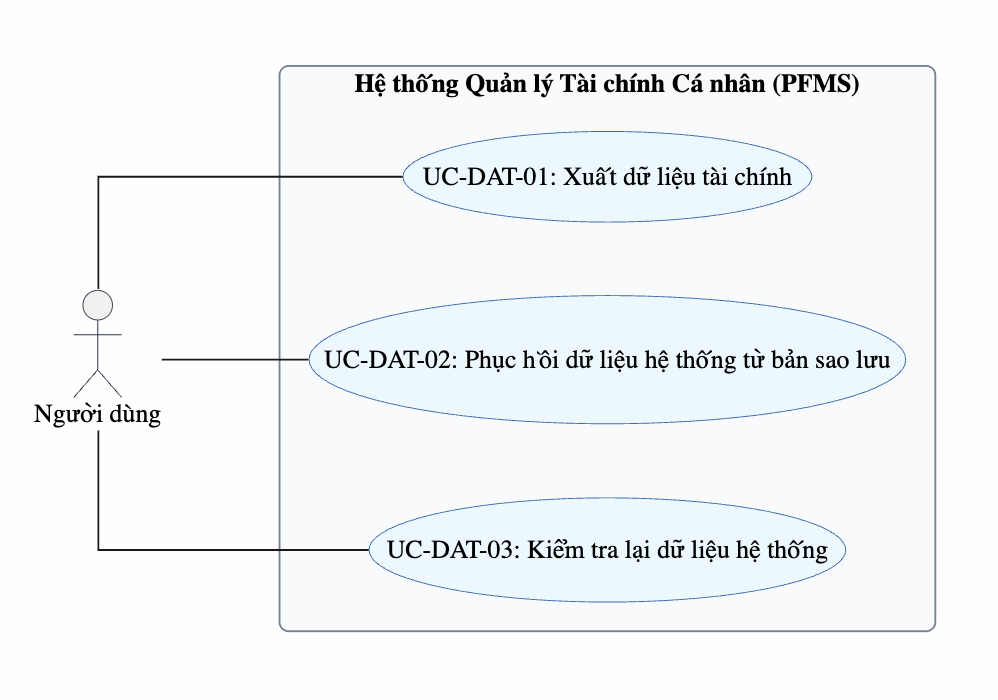 Hệ thống Quản lý Tài chính Cá nhân (PFMS)
UC-DAT-01: Xuất dữ liệu tài chính
UC-DAT-02: Phục hồi dữ liệu hệ thống từ bản sao lưu
Người dùng
UC-DAT-03: Kiểm tra lại dữ liệu hệ thống